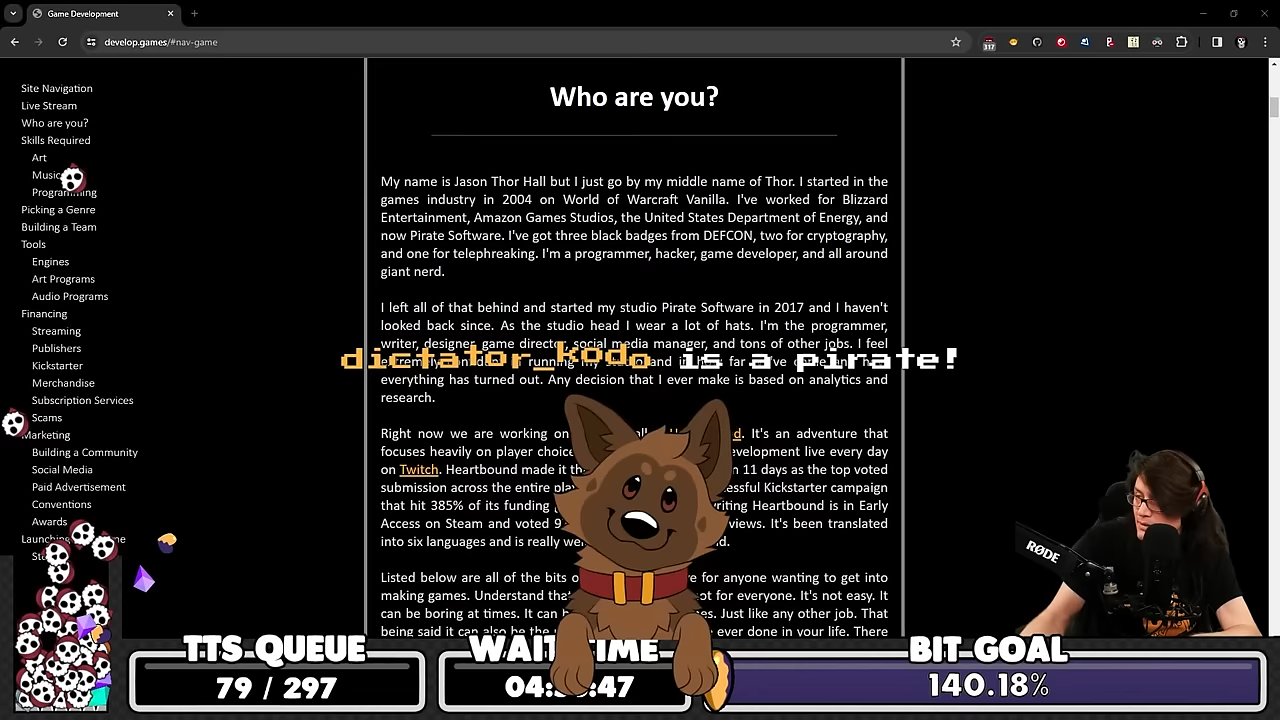 Game Development
develop.games/#nav-game
317
Site Navigation
Live Stream
Who are you?
Skills Required
Art
Music
Programming
Picking a Genre
Building a Team
Tools
Engines
Art Programs
Audio Programs
Financing
Streaming
Publishers
Kickstarter
Merchandise
Subscription Services
Scams
Marketing
Building a Community
Social Media
Paid Advertisement
Conventions
Awards
Who are you?
My name is Jason Thor Hall but I just go by my middle name of Thor. I started in the
games industry in 2004 on World of Warcraft Vanilla. I've worked for Blizzard
Entertainment, Amazon Games Studios, the United States Department of Energy, and
now Pirate Software. I've got three black badges from DEFCON, two for cryptography,
and one for telephreaking. I'm a programmer, hacker, game developer, and all around
giant nerd.
I left all of that behind and started my studio Pirate Software in 2017 and I haven't
looked back since. As the studio head I wear a lot of hats. I'm the programmer,
writer, designer, game director, social media manager, and tons of other jobs. I feel
dictator_kodo is a pirate!
running my far
everything has turned out. Any decision that I ever make is based on analytics and
research.
Right now we are working on It's an adventure that
focuses heavily on player choice development live every day
on Twitch. Heartbound made it 11 days as the top voted
submission across the entire Kickstarter campaign
that hit 385% of its funding writing Heartbound is in Early
Access on Steam and voted views. It's been translated
into six languages and is really
Listed below are all of the bits for anyone wanting to get into
making games. Understand that not for everyone. It's not easy. It
can be boring at times. It can Just like any other job. That
being said it can also be the ever done in your life. There
RØDE
TTS QUEUE
79 / 297
WAIT TIME
47
BIT GOAL
140.18%